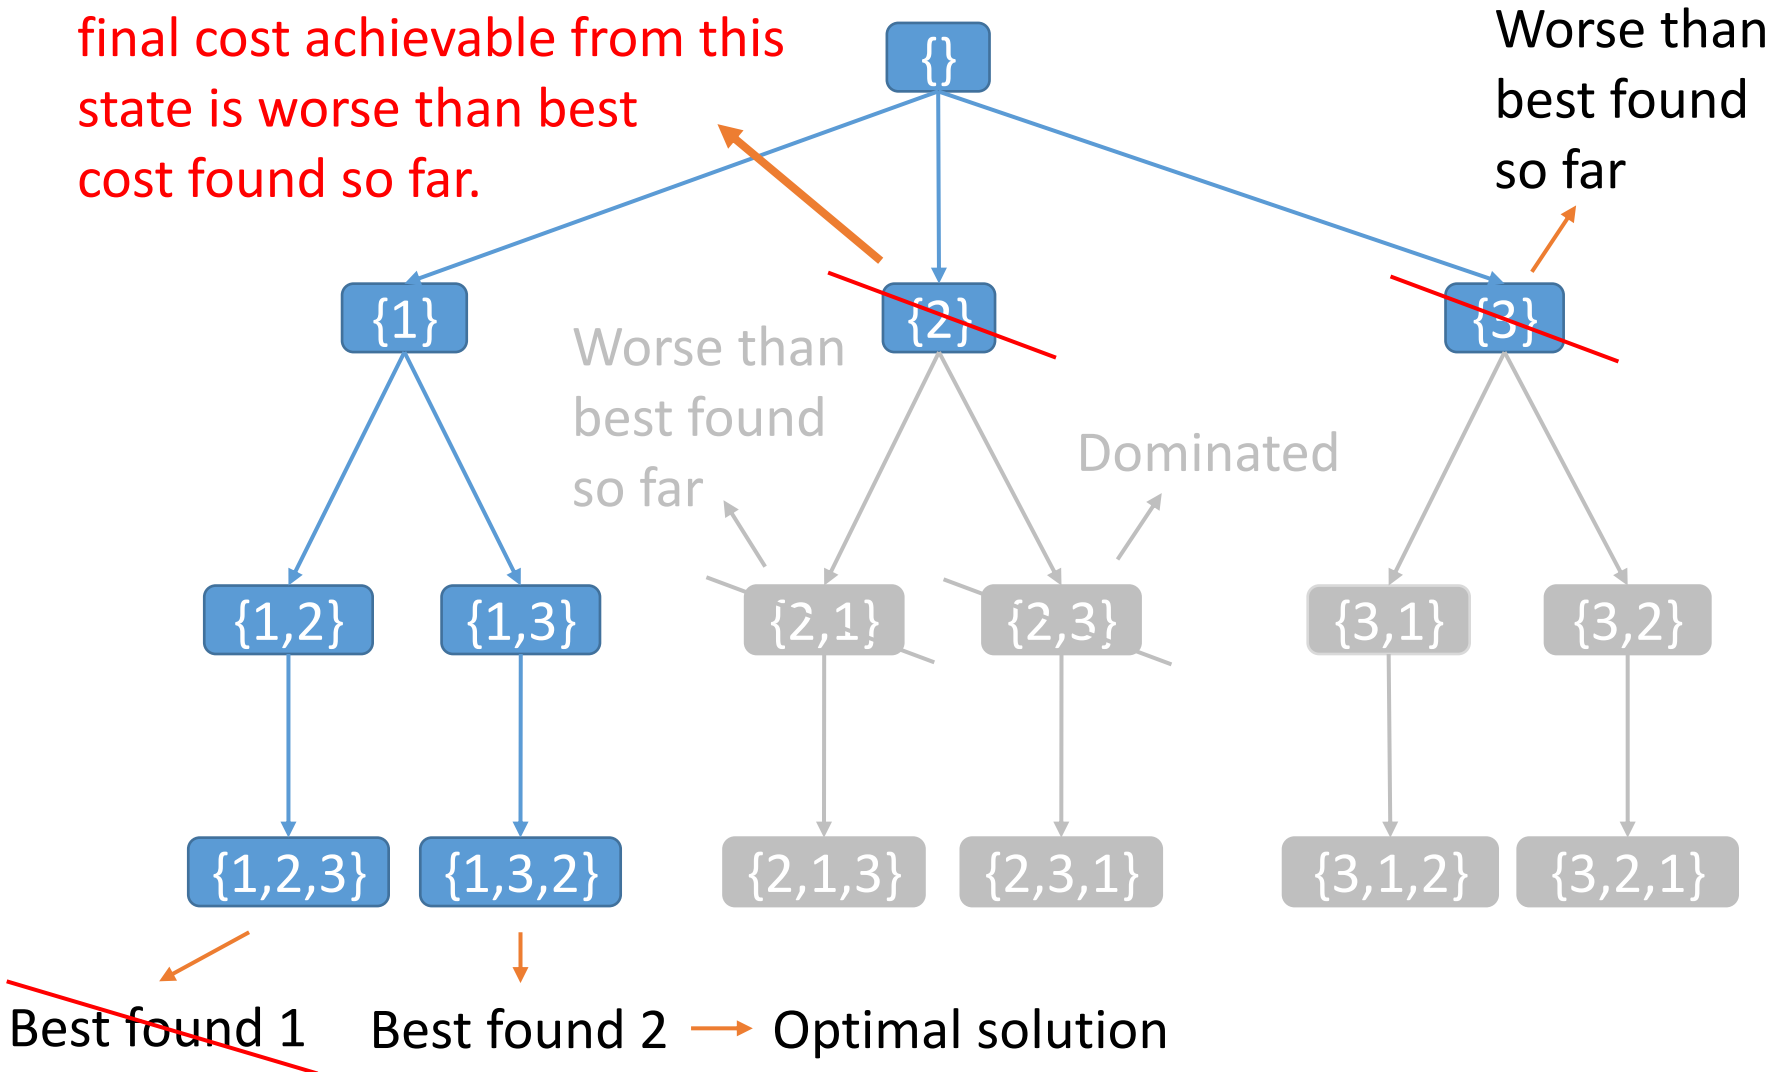 final cost achievable from this
state is worse than best
cost found so far.
{}
Worse than
best found
so far
{1}
{2}
{3}
Worse than
best found
so far
Dominated
{1,2}
{1,3}
{2,1}
{2,3}
{3,1}
{3,2}
{1,2,3}
{1,3,2}
{2,1,3}
{2,3,1}
{3,1,2}
{3,2,1}
Best found 1
Best found 2
Optimal solution